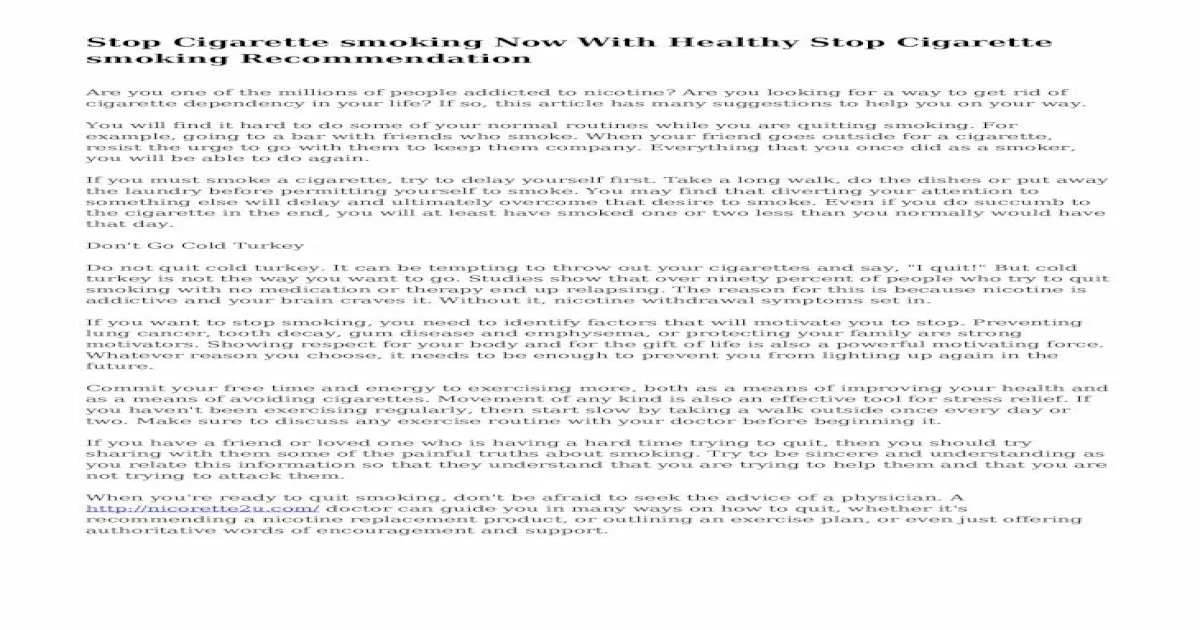 Stop Cigarette smoking Now With Healthy Stop Cigarette
smoking Recommendation
Are you one of the millions of people addicted to nicotine? Are you looking for a way to get rid of
cigarette dependency in your life? If so, this article has many suggestions to help you on your way.
You will find it hard to do some of your normal routines while you are quitting smoking. For
example, going to a bar with friends who smoke. When your friend goes outside for a cigarette,
resist the urge to go with them to keep them company. Everything that you once did as a smoker,
you will be able to do again.
If you must smoke a cigarette, try to delay yourself first. Take a long walk, do the dishes or put away
the laundry before permitting yourself to smoke. You may find that diverting your attention to
something else will delay and ultimately overcome that desire to smoke. Even if you do succumb to
the cigarette in the end, you will at least have smoked one or two less than you normally would have
that day.
Don't Go Cold Turkey
Do not quit cold turkey. It can be tempting to throw out your cigarettes and say, "I quit!" But cold
turkey is not the way you want to go. Studies show that over ninety percent of people who try to quit
smoking with no medication or therapy end up relapsing. The reason for this is because nicotine is
addictive and your brain craves it. Without it, nicotine withdrawal symptoms set in.
If you want to stop smoking, you need to identify factors that will motivate you to stop. Preventing
lung cancer, tooth decay, gum disease and emphysema, or protecting your family are strong
motivators. Showing respect for your body and for the gift of life is also a powerful motivating force.
Whatever reason you choose, it needs to be enough to prevent you from lighting up again in the
future.
Commit your free time and energy to exercising more, both as a means of improving your health and
as a means of avoiding cigarettes. Movement of any kind is also an effective tool for stress relief. If
you haven't been exercising regularly, then start slow by taking a walk outside once every day or
two. Make sure to discuss any exercise routine with your doctor before beginning it.
If you have a friend or loved one who is having a hard time trying to quit, then you should try
sharing with them some of the painful truths about smoking. Try to be sincere and understanding as
you relate this information so that they understand that you are trying to help them and that you are
not trying to attack them.
When you're ready to quit smoking, don't be afraid to seek the advice of a physician. A
http://nicorette2u.com/ doctor can guide you in many ways on how to quit, whether it's
recommending a nicotine replacement product, or outlining an exercise plan, or even just offering
authoritative words of encouragement and support.